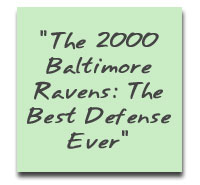 "The 2000
Baltimore
Ravens: The
Best Defense
Ever"